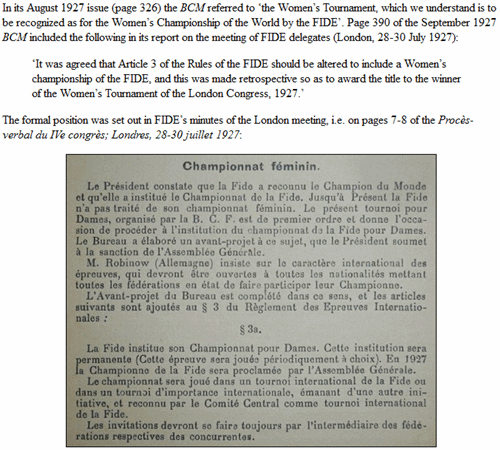 In its August 1927 issue (page 326) the BCM referred to ‘the Women’s Tournament, which we understand is to
be recognized as for the Women’s Championship of the World by the FIDE’. Page 390 of the September 1927
BCM included the following in its report on the meeting of FIDE delegates (London, 28-30 July 1927):
‘It was agreed that Article 3 of the Rules of the FIDE should be altered to include a Women’s
championship of the FIDE, and this was made retrospective so as to award the title to the winner
of the Women’s Tournament of the London Congress, 1927.’
The formal position was set out in FIDE’s minutes of the London meeting, i.e. on pages 7-8 of the Procès-
verbal du IVe congrès; Londres, 28-30 juillet 1927:
Championnat féminin.
Le Président constate que la Fide a reconnu le Champion du Monde
et qu'elle a institué le Championnat de la Fide. Jusqu'à Présent la Fide
n'a pas traité de son championnat féminin. Le présent tournoi pour
Dames, organisé par la B. C. F. est de premier ordre et donne l'occa-
sion de procéder à l'institution du championnat de la Fide pour Dames.
Le Bureau a élaboré un avant-projet à ce sujet, que le Président soumet
à la sanction de l'Assemblée Générale.
M. Robinow (Allemagne) insiste sur le caractère international des
épreuves, qui devront être ouvertes à toutes les nationalités mettant
toutes les fédérations en état de faire participer leur Championne.
L'Avant-projet du Bureau est complété dans ce sens, et les articles
suivants sont ajoutés au § 3 du Règlement des Epreuves Internatio-
nales :
§ 3a.
La Fide institue son Championnat pour Dames. Cette institution sera
permanente (Cette épreuve sera jouée périodiquement à choix). En 1927
la Championne de la Fide sera proclamée par l'Assemblée Générale.
Le championnat sera joué dans un tournoi international de la Fide ou
dans un tournoi d'importance internationale, émanant d'une autre ini-
tiative, et reconnu par le Comité Central comme tournoi international
de la Fide.
Les invitations devront se faire toujours par l'intermédiaire des fédé-
rations respectives des concurrentes.